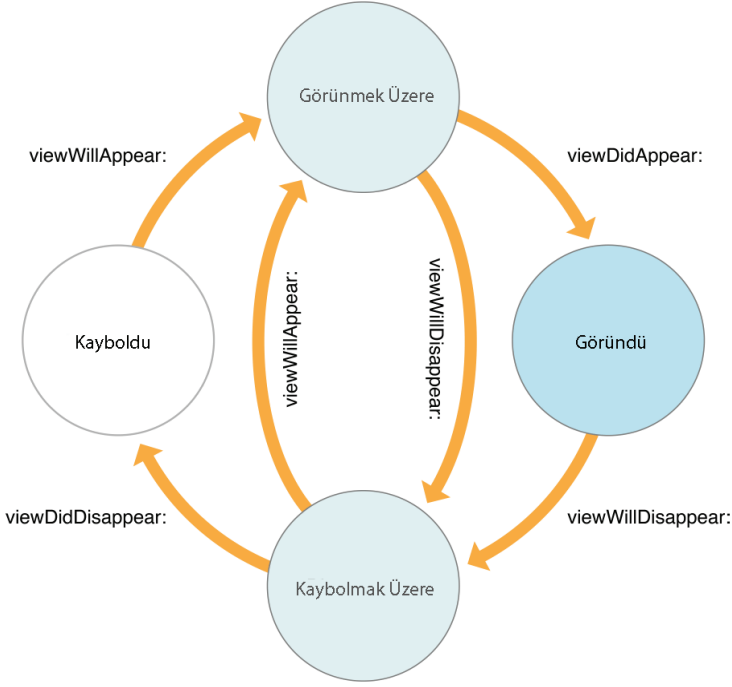 Görünmek Üzere
viewWillAppear:
viewDidAppear:
viewWillAppear:
viewWillDisappear:
Kayboldu
Göründü
viewDidDisappear:
viewWillDisappear:
Kaybolmak Üzere